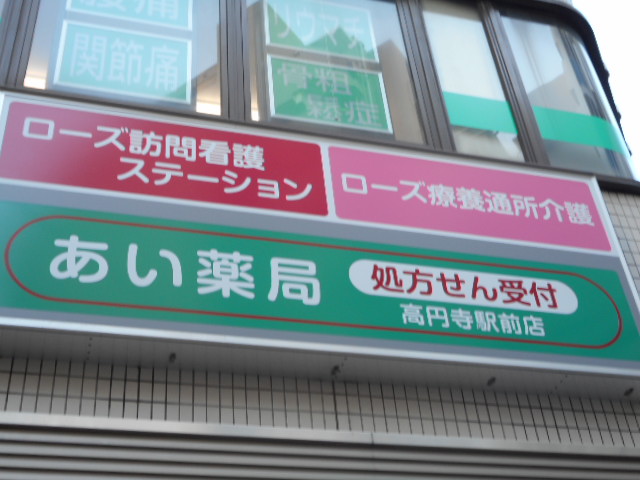 腰痛
関節痛
リウマチ
骨粗
鬆症
ローズ訪問看護
ステーション
ローズ療養通所介護
あい薬局
処方せん受付
高円寺駅前店